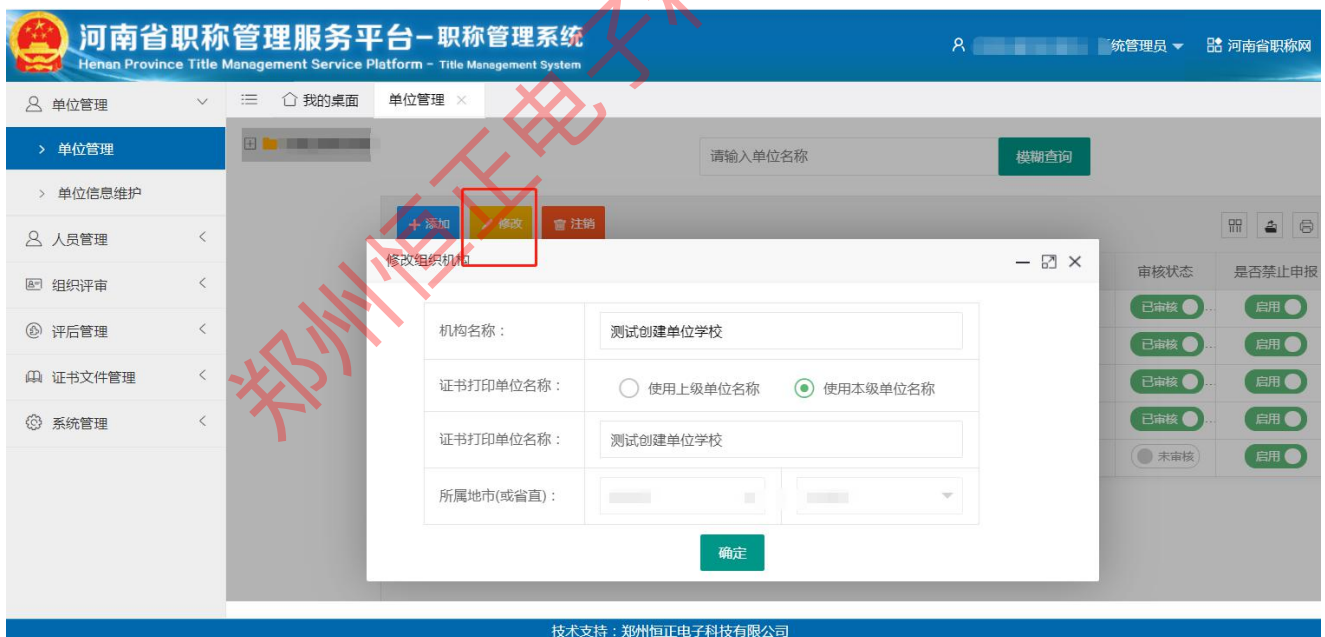 河南省职称管理服务平台-职称管理系统
Henan Province Title Management Service Platform - Title Management System
统管理员
河南省职称网
单位管理
我的桌面
单位管理
单位管理
单位信息维护
人员管理
组织评审
评后管理
证书文件管理
系统管理
请输入单位名称
模糊查询
添加
修改
注销
修改组织机构
审核状态
是否禁止申报
已审核
启用
已审核
启用
已审核
启用
已审核
启用
未审核
启用
机构名称：
测试创建单位学校
证书打印单位名称：
使用上级单位名称
使用本级单位名称
证书打印单位名称：
测试创建单位学校
所属地市(或省直)：
确定
技术支持：郑州恒正电子科技有限公司
郑州恒正电子科